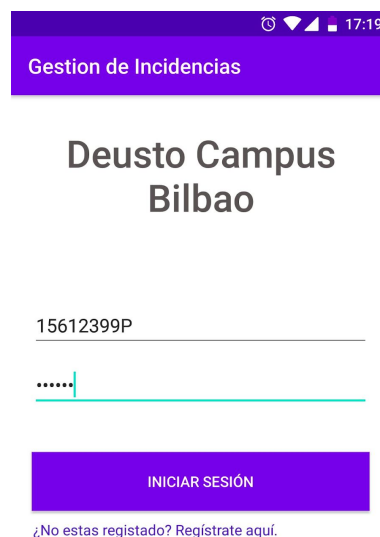 17:19
Gestion de Incidencias
Deusto Campus
Bilbao
15612399P
••••••
INICIAR SESIÓN
¿No estas registado? Regístrate aquí.